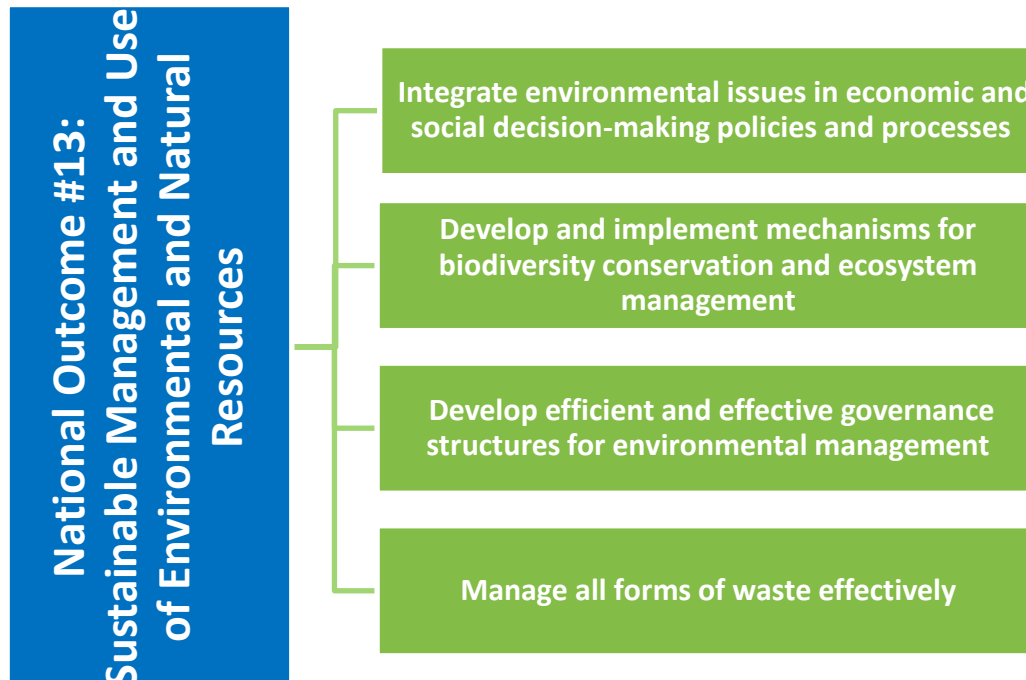 National Outcome #13:
Sustainable Management and Use
of Environmental and Natural
Resources
Integrate environmental issues in economic and
social decision-making policies and processes
Develop and implement mechanisms for
biodiversity conservation and ecosystem
management
Develop efficient and effective governance
structures for environmental management
Manage all forms of waste effectively